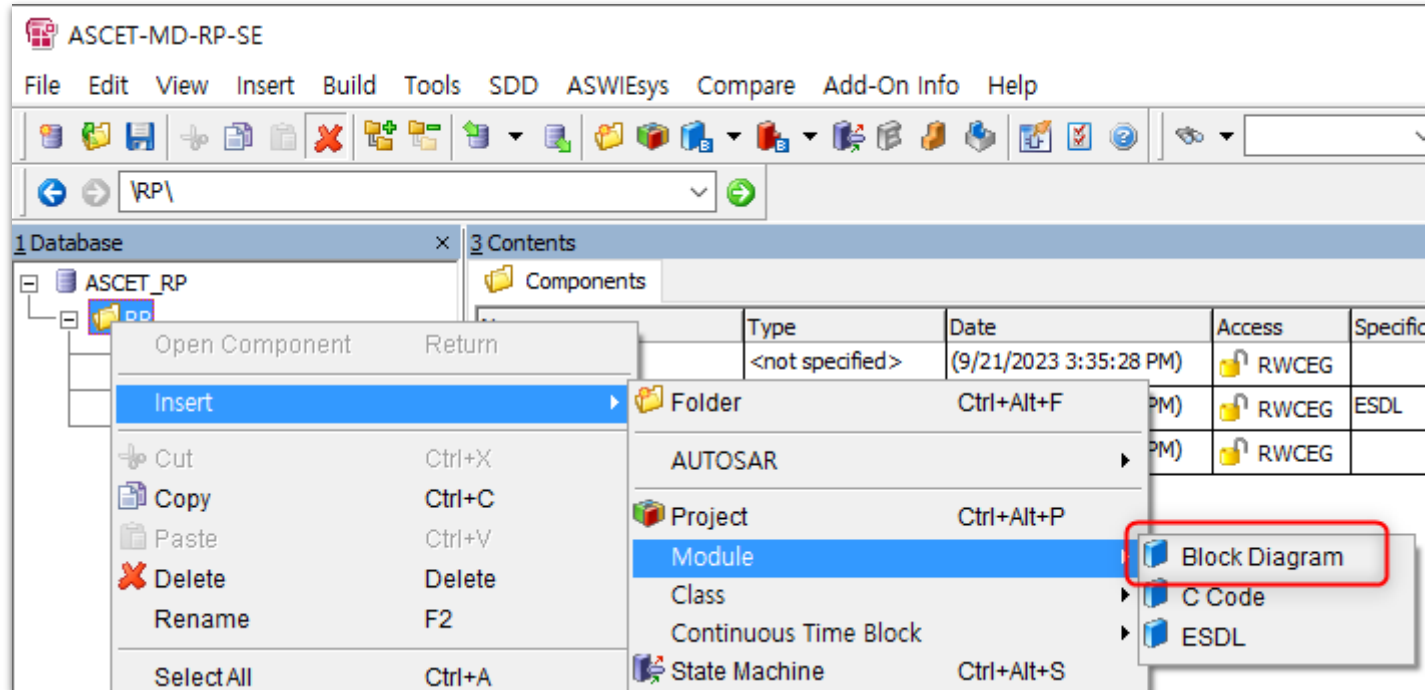 ASCET-MD-RP-SE
File Edit View Insert Build Tools SDD ASWIEsys Compare Add-On Info Help
\RP\
1 Database
3 Contents
ASCET_RP
Components
RP
Type Date Access Specific
Open Component Return
<not specified> (9/21/2023 3:35:28 PM) RWCEG
Insert
Folder Ctrl+Alt+F
PM) RWCEG ESDL
Cut Ctrl+X
AUTOSAR
PM) RWCEG
Copy Ctrl+C
Project Ctrl+Alt+P
Paste Ctrl+V
Module
Block Diagram
Delete Delete
Class
C Code
Rename F2
Continuous Time Block
ESDL
Select All Ctrl+A
State Machine Ctrl+Alt+S